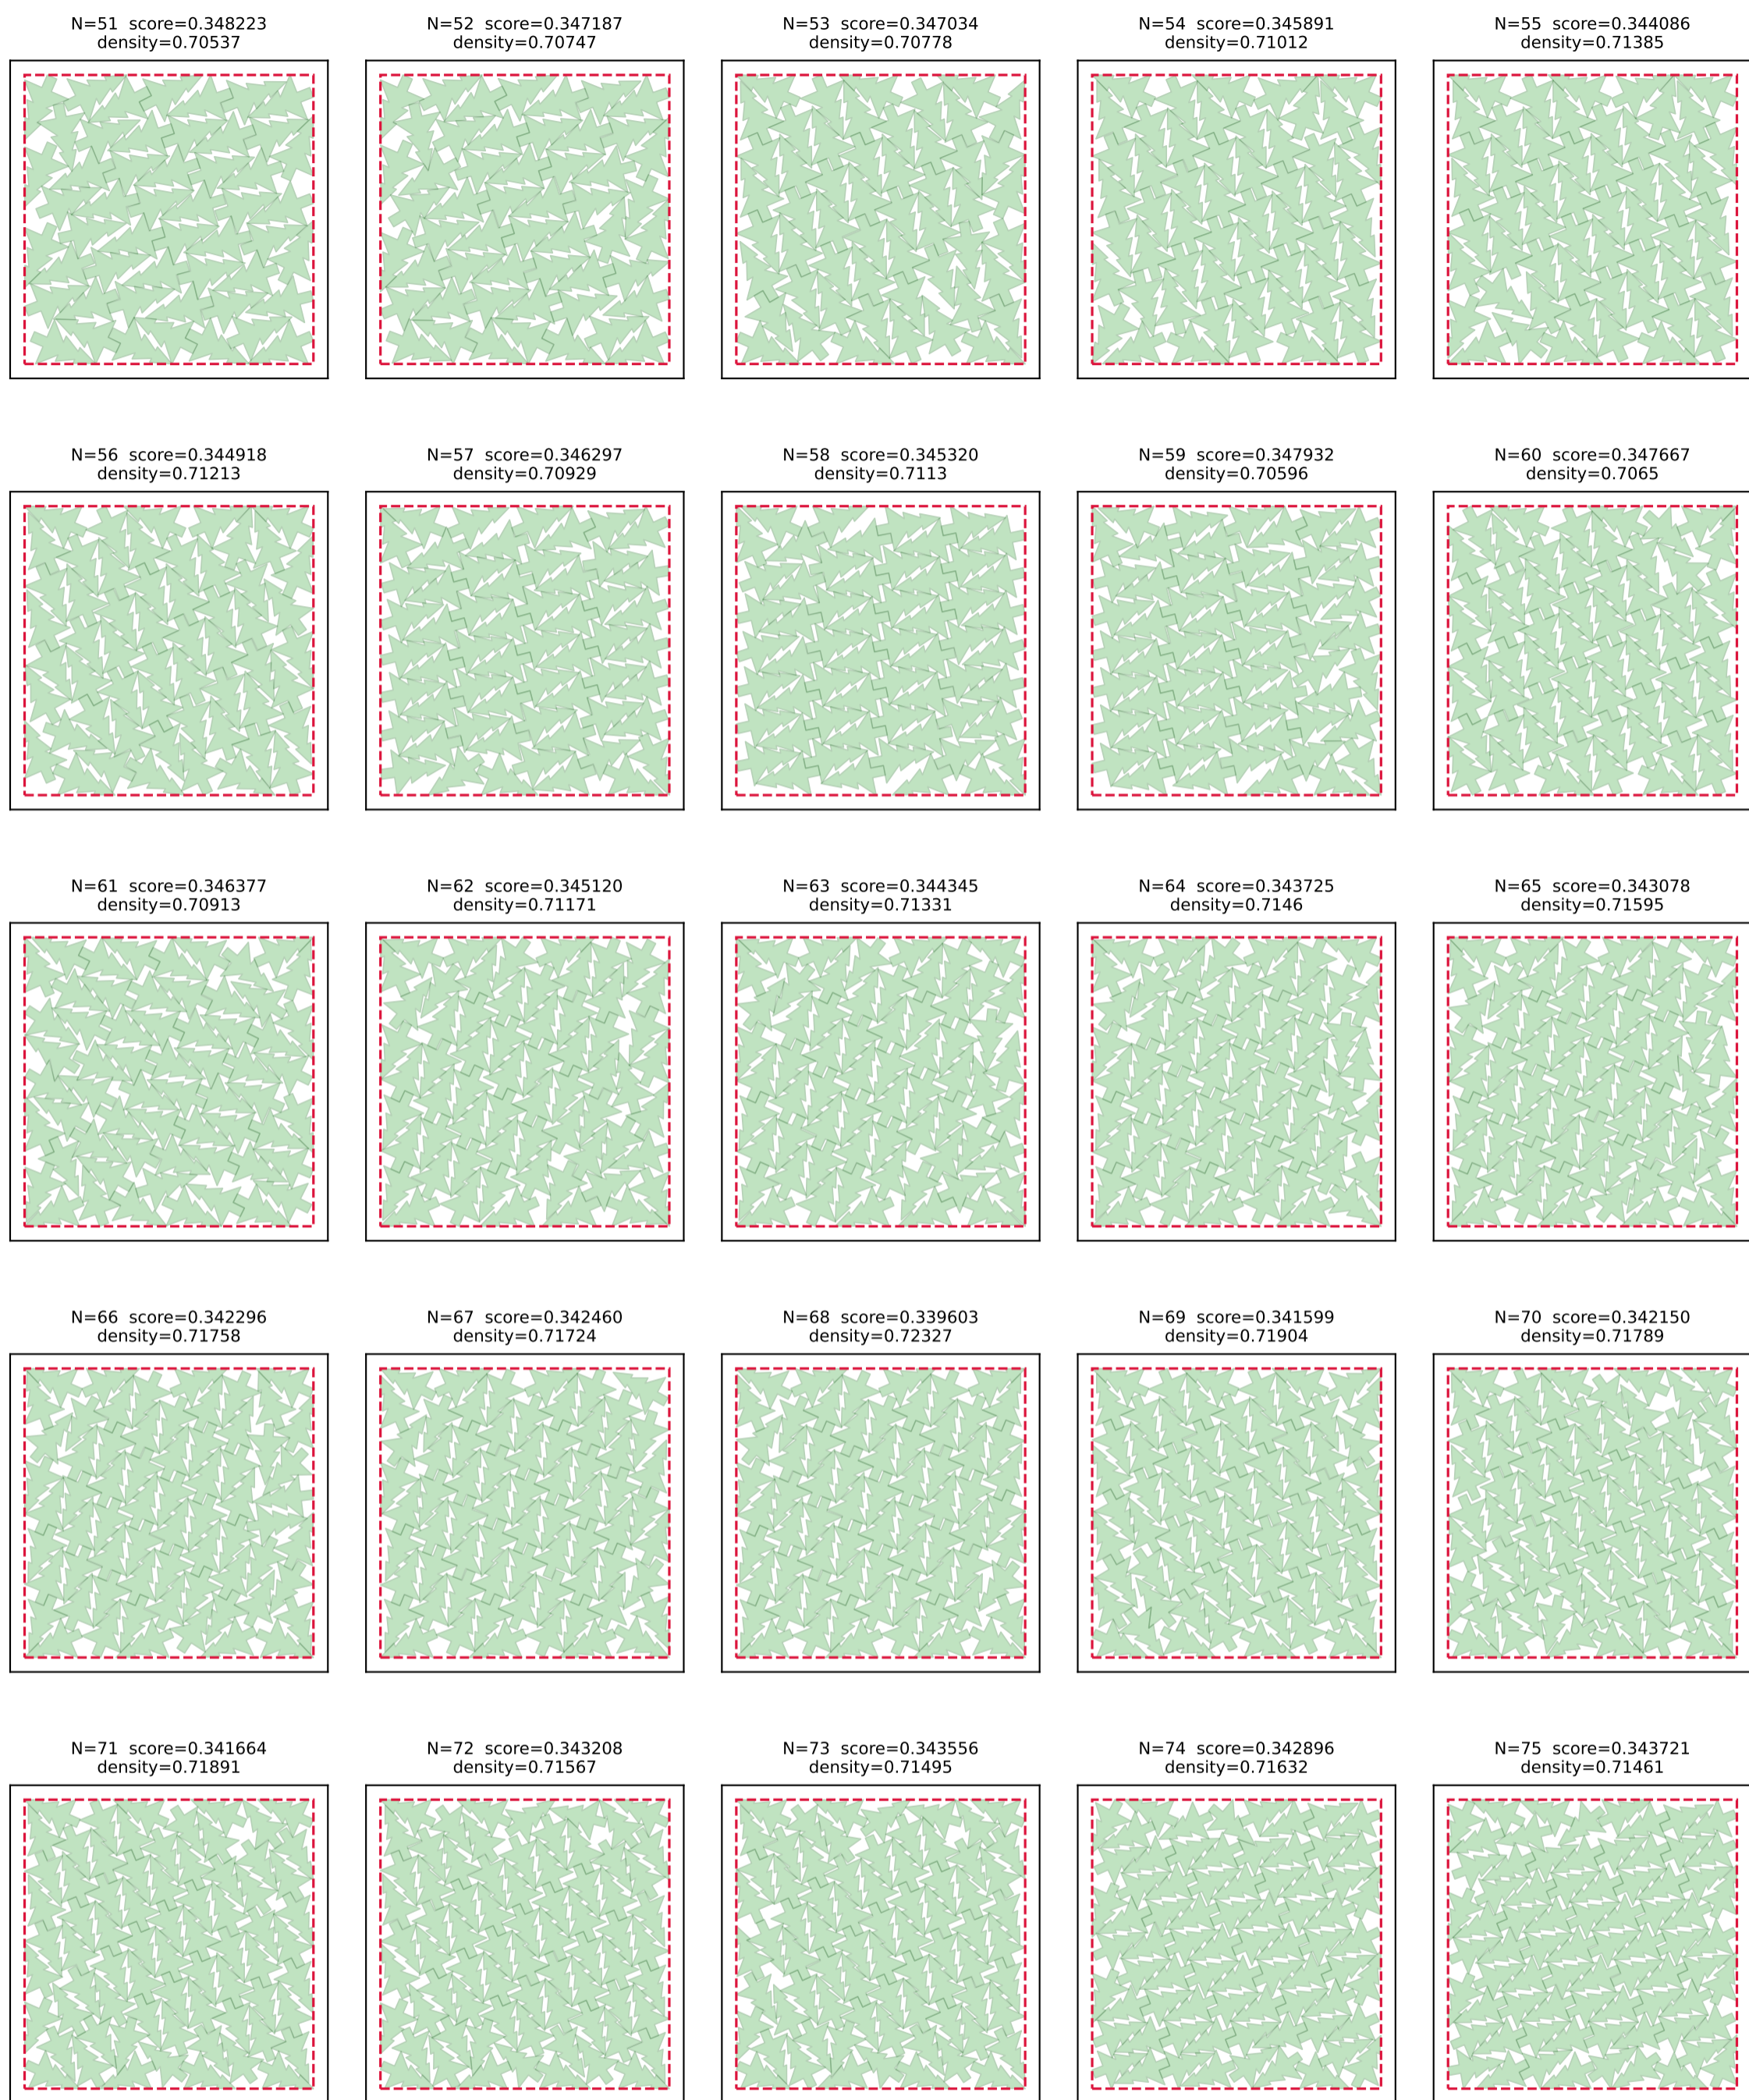 N=51  score=0.348223
density=0.70537
N=52  score=0.347187
density=0.70747
N=53  score=0.347034
density=0.70778
N=54  score=0.345891
density=0.71012
N=55  score=0.344086
density=0.71385
N=56  score=0.344918
density=0.71213
N=57  score=0.346297
density=0.70929
N=58  score=0.345320
density=0.7113
N=59  score=0.347932
density=0.70596
N=60  score=0.347667
density=0.7065
N=61  score=0.346377
density=0.70913
N=62  score=0.345120
density=0.71171
N=63  score=0.344345
density=0.71331
N=64  score=0.343725
density=0.7146
N=65  score=0.343078
density=0.71595
N=66  score=0.342296
density=0.71758
N=67  score=0.342460
density=0.71724
N=68  score=0.339603
density=0.72327
N=69  score=0.341599
density=0.71904
N=70  score=0.342150
density=0.71789
N=71  score=0.341664
density=0.71891
N=72  score=0.343208
density=0.71567
N=73  score=0.343556
density=0.71495
N=74  score=0.342896
density=0.71632
N=75  score=0.343721
density=0.71461